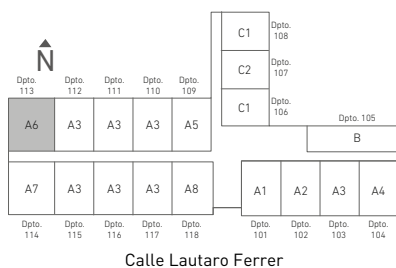 N
C1
Dpto. 108
C2
Dpto. 107
C1
Dpto. 106
Dpto. 113
Dpto. 112
Dpto. 111
Dpto. 110
Dpto. 109
A6
A3
A3
A3
A5
Dpto. 105
B
A7
A3
A3
A3
A8
A1
A2
A3
A4
Dpto. 114
Dpto. 115
Dpto. 116
Dpto. 117
Dpto. 118
Dpto. 101
Dpto. 102
Dpto. 103
Dpto. 104
Calle Lautaro Ferrer